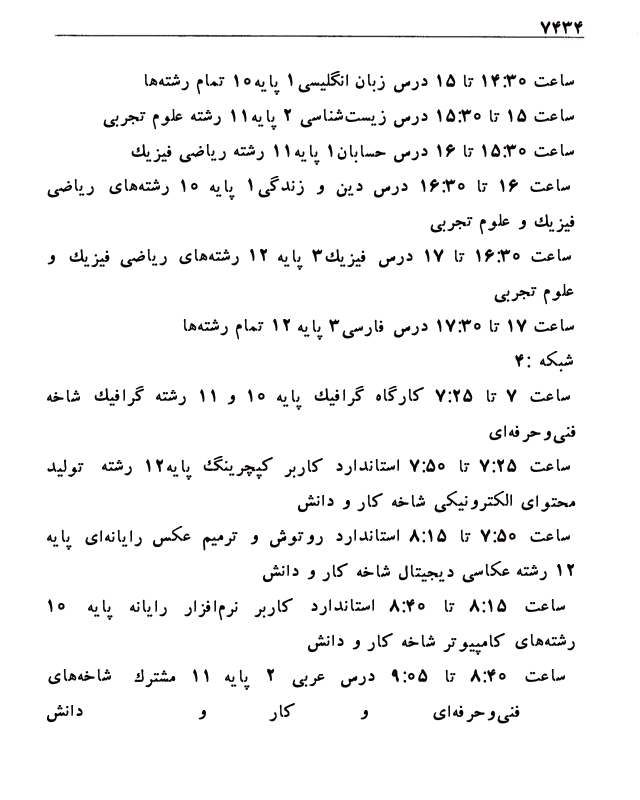 ۷۴۳۴
ساعت ۱۴:۳۰ تا ۱۵ درس زبان انگلیسی۱ پایه۱۰ تمام رشته‌ها
ساعت ۱۵ تا ۱۵:۳۰ درس زیست‌شناسی ۲ پایه۱۱ رشته علوم تجربی
ساعت ۱۵:۳۰ تا ۱۶ درس حسابان۱ پایه۱۱ رشته ریاضی فیزیك
ساعت ۱۶ تا ۱۶:۳۰ درس دین و زندگی۱ پایه ۱۰ رشته‌های ریاضی
فیزیك و علوم تجربی
ساعت ۱۶:۳۰ تا ۱۷ درس فیزیك۳ پایه ۱۲ رشته‌های ریاضی فیزیك و
علوم تجربی
ساعت ۱۷ تا ۱۷:۳۰ درس فارسی۳ پایه ۱۲ تمام رشته‌ها
شبکه ۴:
ساعت ۷ تا ۷:۲۵ کارگاه گرافیك پایه ۱۰ و ۱۱ رشته گرافیك شاخه
فنی‌وحرفه‌ای
ساعت ۷:۲۵ تا ۷:۵۰ استاندارد کاربر کپچرینگ پایه۱۲ رشته تولید
محتوای الکترونیکی شاخه کار و دانش
ساعت ۷:۵۰ تا ۸:۱۵ استاندارد روتوش و ترمیم عکس رایانه‌ای پایه
۱۲ رشته عکاسی دیجیتال شاخه کار و دانش
ساعت ۸:۱۵ تا ۸:۴۰ استاندارد کاربر نرم‌افزار رایانه پایه ۱۰
رشته‌های کامپیوتر شاخه کار و دانش
ساعت ۸:۴۰ تا ۹:۰۵ درس عربی ۲ پایه ۱۱ مشترك شاخه‌های
فنی‌وحرفه‌ای و کار و دانش